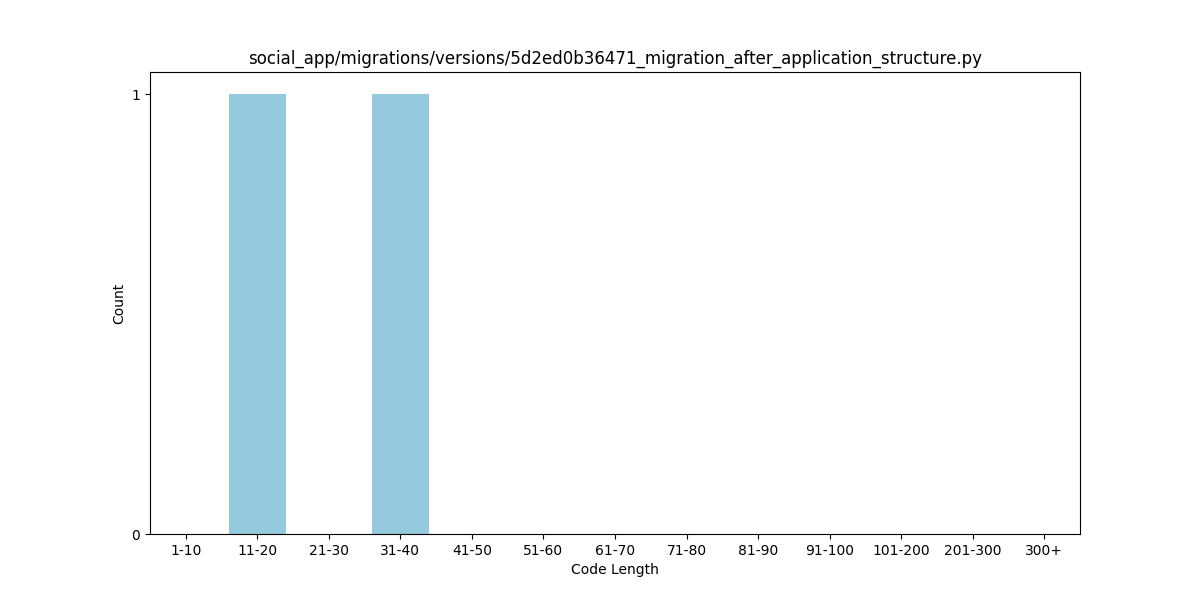 social_app/migrations/versions/5d2ed0b36471_migration_after_application_structure.py
1
Count
0
1-10 11-20 21-30 31-40 41-50 51-60 61-70 71-80 81-90 91-100 101-200 201-300 300+
Code Length